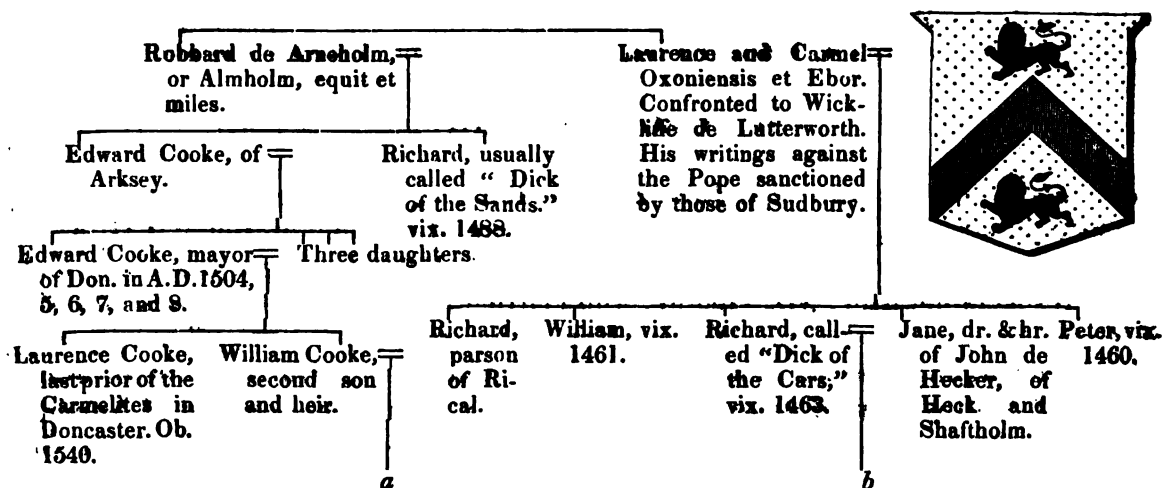 Robbard de Arneholm,
or Almholm, equit et
miles.
Laurence and Carmel
Oxoniensis et Ebor.
Confronted to Wick-
liffe de Lutterworth.
His writings against
the Pope sanctioned
by those of Sudbury.
Edward Cooke, of
Arksey.
Richard, usually
called “ Dick
of the Sands.”
vix. 1488.
Edward Cooke, mayor
of Don. in A.D. 1504,
5, 6, 7, and 8.
Three daughters.
Laurence Cooke,
last prior of the
Carmelites in
Doncaster. Ob.
1540.
William Cooke,
second son
and heir.
Richard,
parson
of Ri-
cal.
William, vix.
1461.
Richard, call-
ed “Dick of
the Cars,”
vix. 1463.
Jane, dr. & hr.
of John de
Hecker, of
Heck and
Shaftholm.
Peter, vix.
1460.
a
b